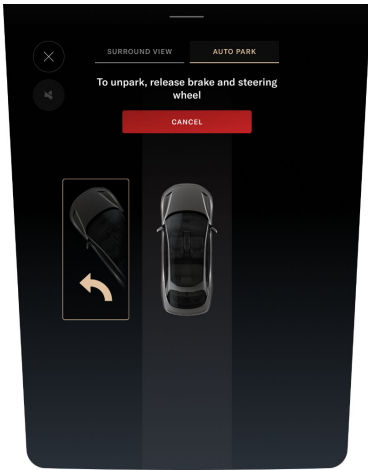 SURROUND VIEW
AUTO PARK
To unpark, release brake and steering
wheel
CANCEL